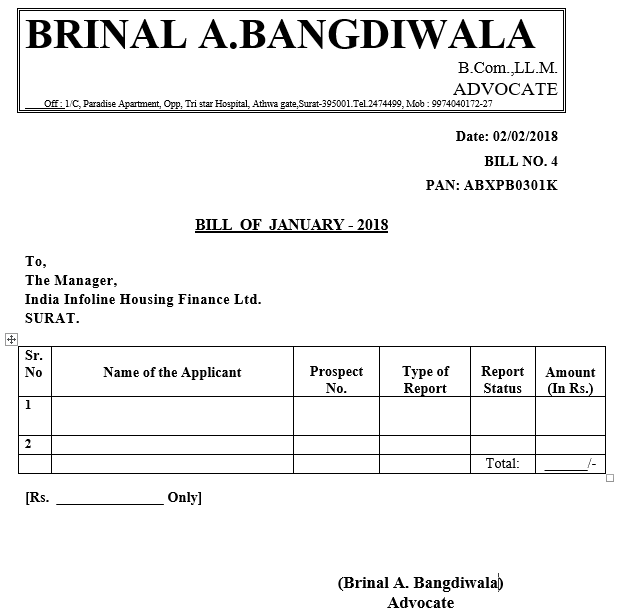 BRINAL A.BANGDIWALA
B.Com.,LL.M.
ADVOCATE
Off : 1/C, Paradise Apartment, Opp, Tri star Hospital, Athwa gate,Surat-395001.Tel.2474499, Mob : 9974040172-27
Date: 02/02/2018
BILL NO. 4
PAN: ABXPB0301K
BILL OF JANUARY - 2018
To,
The Manager,
India Infoline Housing Finance Ltd.
SURAT.
Sr. No Name of the Applicant Prospect No. Type of Report Report Status Amount (In Rs.)
1
2
Total: ______/-
[Rs. ______________ Only]
(Brinal A. Bangdiwala)
Advocate